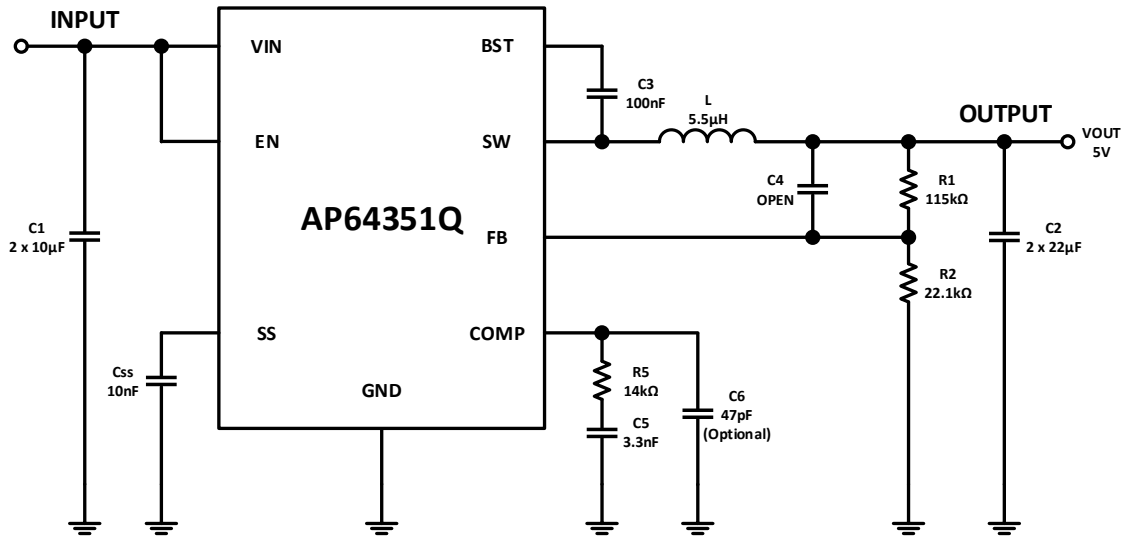 INPUT
VIN
BST
C3
100nF
L
5.5µH
OUTPUT
VOUT
5V
EN
SW
C4
OPEN
R1
115kΩ
AP64351Q
FB
C1
2 x 10µF
C2
2 x 22µF
R2
22.1kΩ
SS
COMP
Css
10nF
GND
R5
14kΩ
C6
47pF
(Optional)
C5
3.3nF